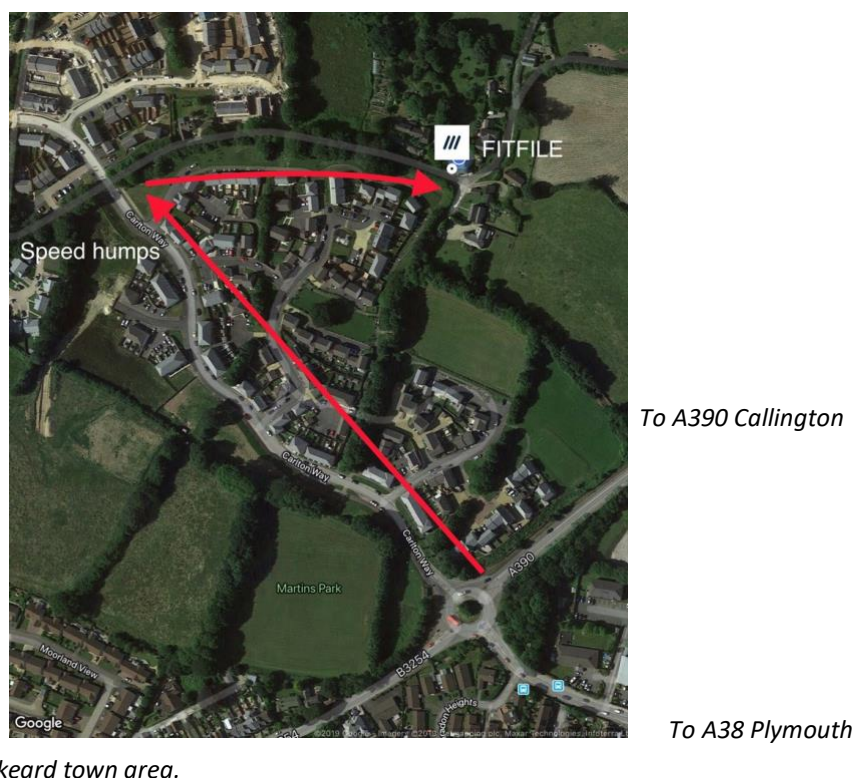 FITFILE
Carlton Way
Speed humps
To A390 Callington
Carlton Way
Carlton Way
A390
Martins Park
Moorland View
B3254
Heights
Google
To A38 Plymouth
keard town area.